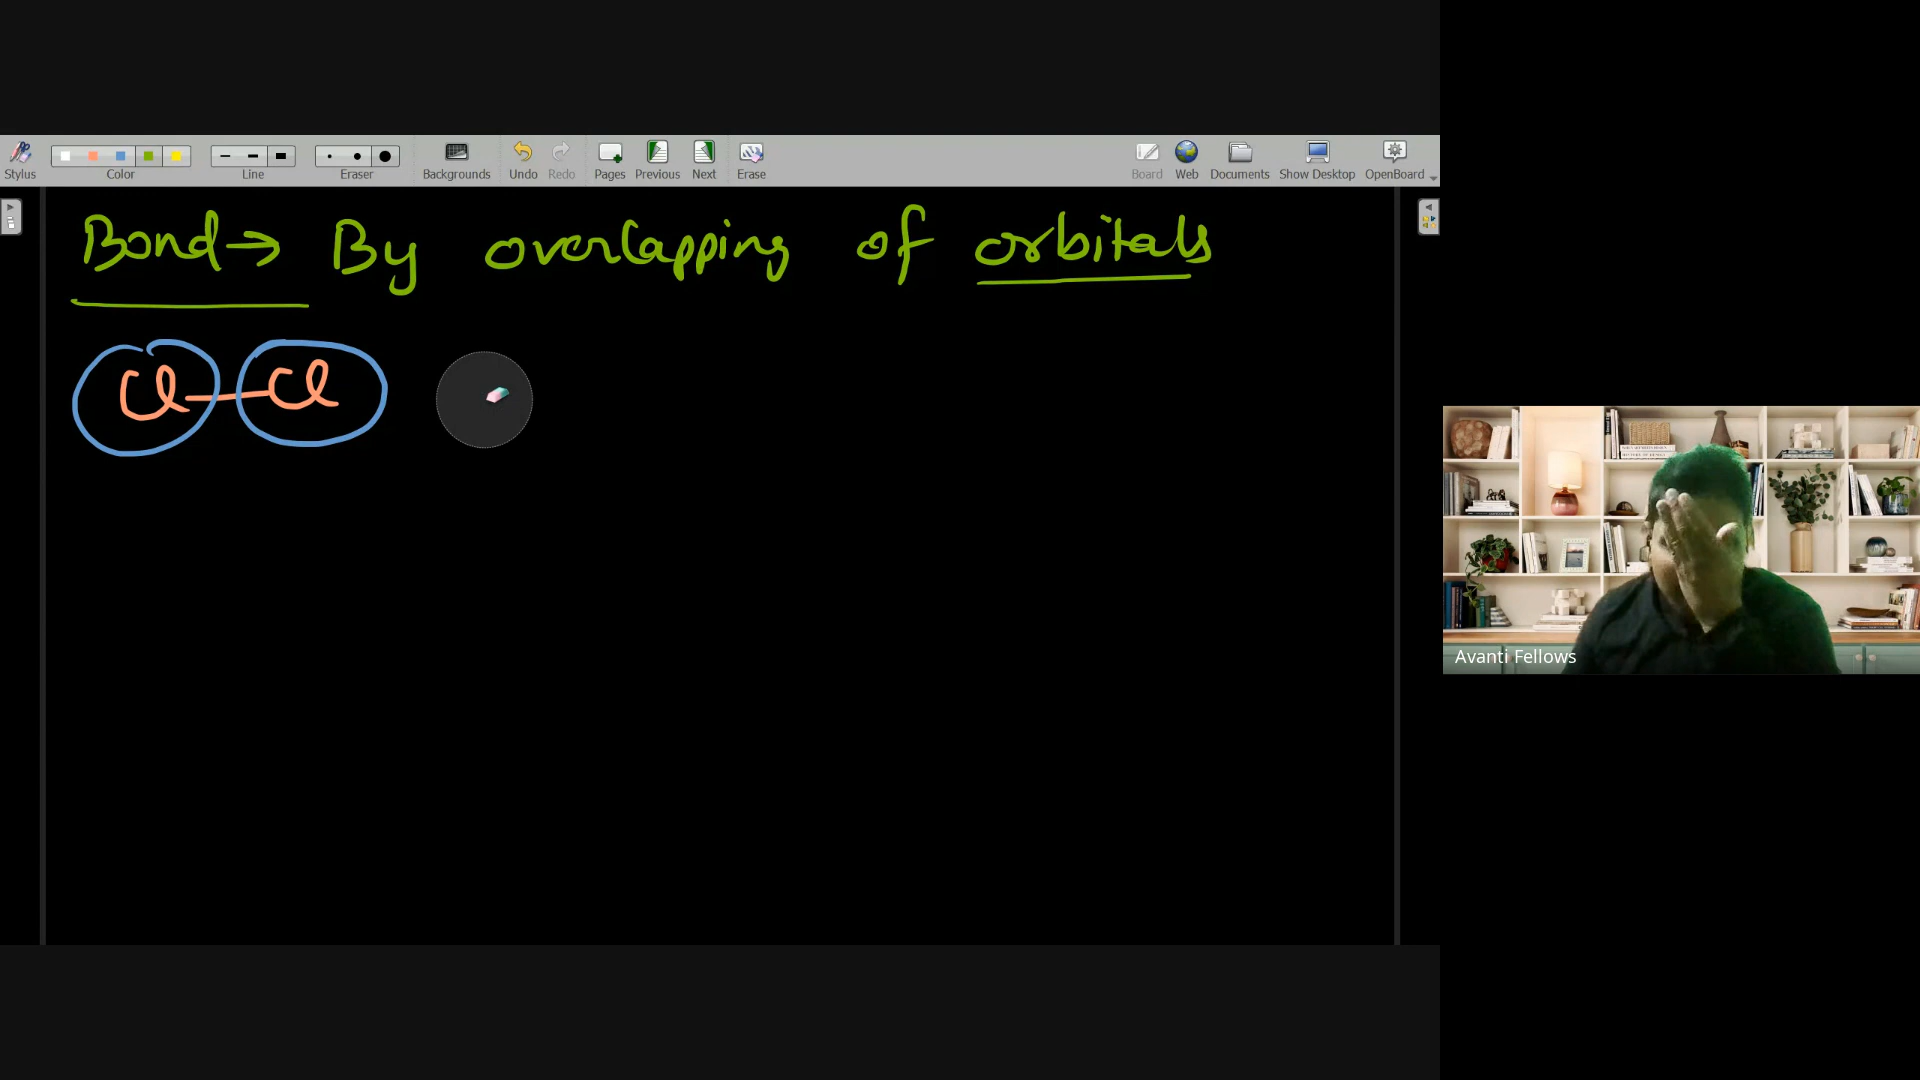 Stylus Color Line Eraser Backgrounds Undo Redo Pages Previous Next Erase Board Web Documents Show Desktop OpenBoard
Bond → By overlapping of orbitals
Cl — Cl
Avanti Fellows